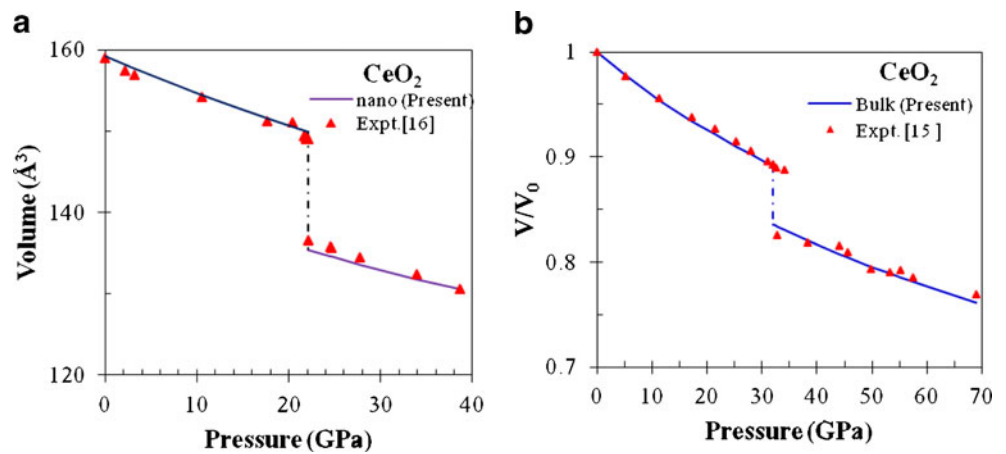 a
160
140
120
Volume (Å³)
CeO₂
nano (Present)
Expt.[16]
0 10 20 30 40
Pressure (GPa)
b
1
0.9
0.8
0.7
V/V₀
CeO₂
Bulk (Present)
Expt. [15 ]
0 10 20 30 40 50 60 70
Pressure (GPa)